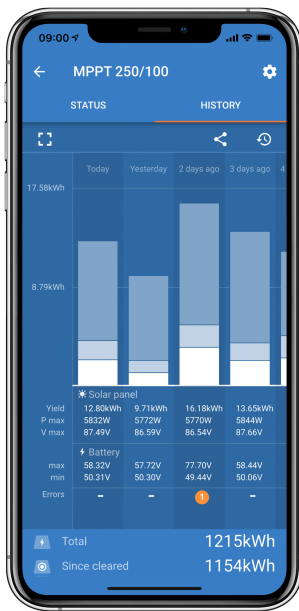 09:00
MPPT 250/100
STATUS HISTORY
Today Yesterday 2 days ago 3 days ago 4
17.58kWh
8.79kWh
Solar panel
Yield 12.80kWh 9.71kWh 16.18kWh 13.65kWh
P max 5832W 5772W 5770W 5844W
V max 87.49V 86.59V 86.54V 87.66V
Battery
max 58.32V 57.72V 77.70V 58.44V
min 50.31V 50.30V 49.44V 50.06V
Errors – – 1 –
Total 1215kWh
Since cleared 1154kWh